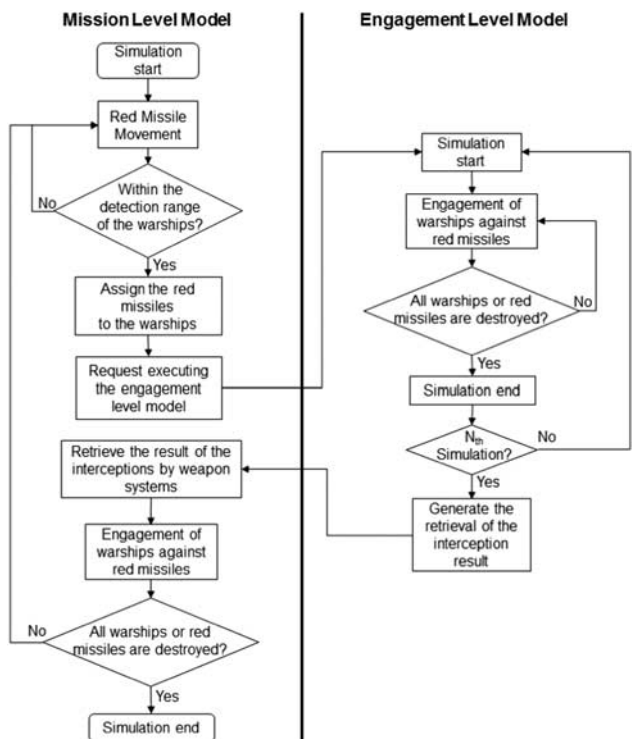 Mission Level Model
Simulation
start
Red Missile
Movement
No
Within the
detection range
of the warships?
Yes
Assign the red
missiles
to the warships
Request executing
the engagement
level model
Retrieve the result of the
interceptions by weapon
systems
Engagement of
warships against
red missiles
No
All warships or red
missiles are destroyed?
Yes
Simulation end
Engagement Level Model
Simulation
start
Engagement of
warships against
red missiles
All warships or red
missiles are destroyed?
No
Yes
Simulation end
Nth
Simulation?
No
Yes
Generate the
retrieval of the
interception
result